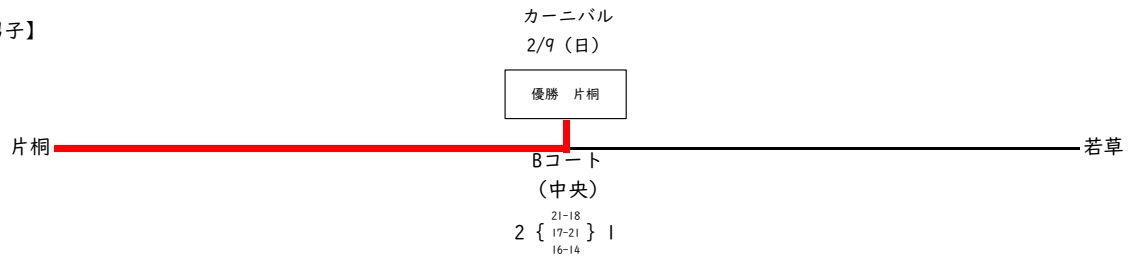 子】
カーニバル
2/9（日）
優勝 片桐
片桐
若草
Bコート
（中央）
21-18
2 { 17-21 } 1
16-14